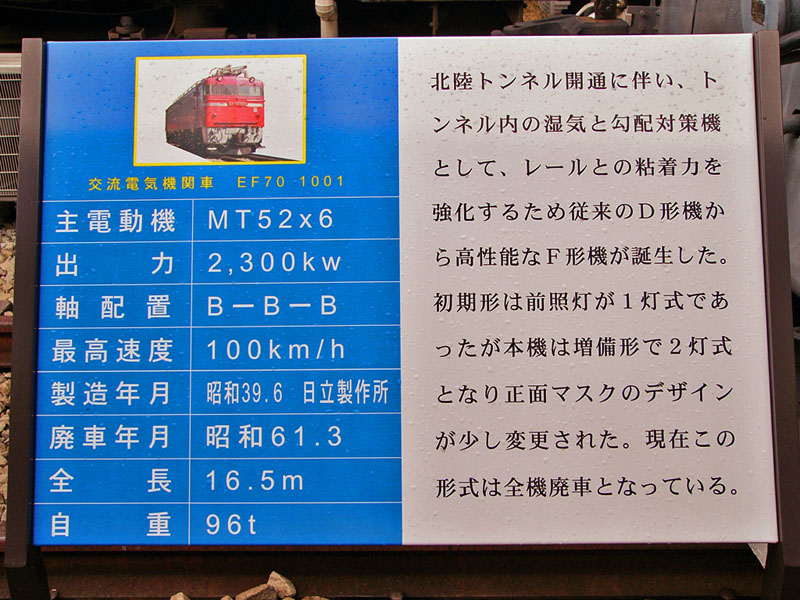 交流電気機関車 EF70 1001
主電動機 MT52x6
出力 2,300kw
軸配置 BーBーB
最高速度 100km/h
製造年月 昭和39.6 日立製作所
廃車年月 昭和61.3
全長 16.5m
自重 96t
北陸トンネル開通に伴い、ト
ンネル内の湿気と勾配対策機
として、レールとの粘着力を
強化するため従来のD形機か
ら高性能なF形機が誕生した。
初期形は前照灯が1灯式であ
ったが本機は増備形で2灯式
となり正面マスクのデザイン
が少し変更された。現在この
形式は全機廃車となっている。